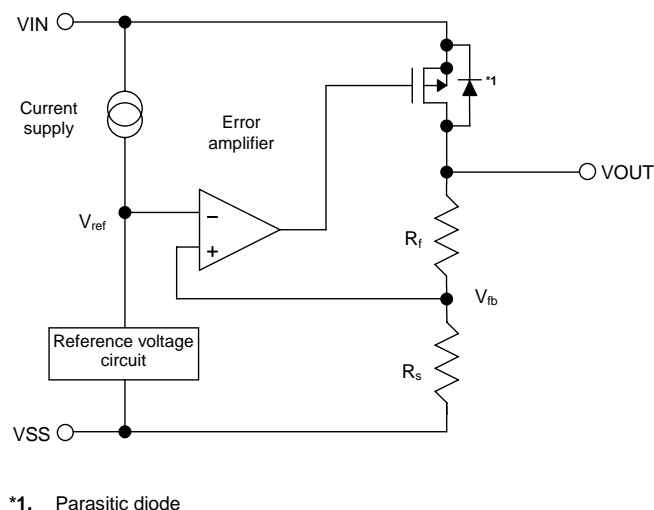 VIN
*1
Current
supply
Error
amplifier
VOUT
Vref
−
+
Rf
Vfb
Reference voltage
circuit
Rs
VSS
*1. Parasitic diode